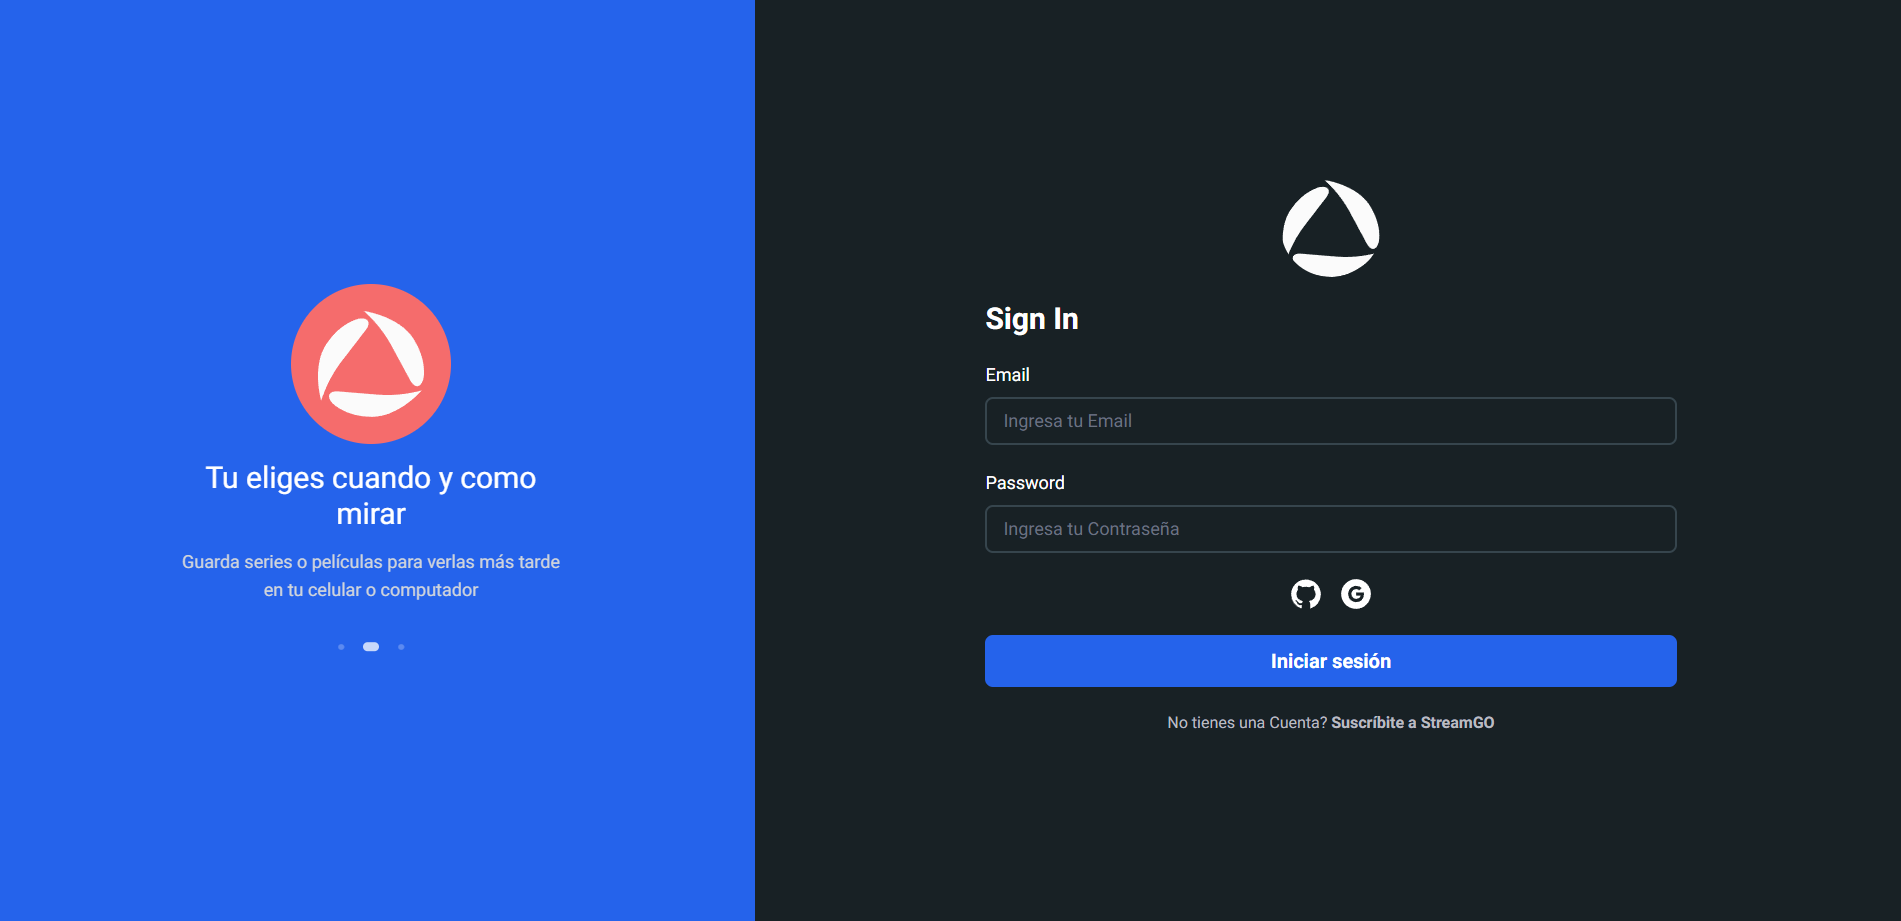 Tu eliges cuando y como
mirar
Guarda series o películas para verlas más tarde
en tu celular o computador
Sign In
Email
Ingresa tu Email
Password
Ingresa tu Contraseña
Iniciar sesión
No tienes una Cuenta? Suscríbite a StreamGO